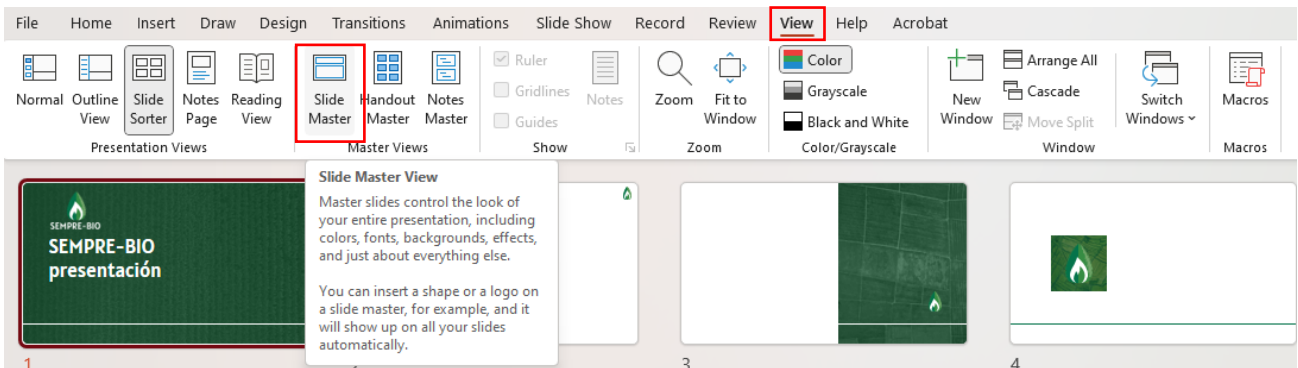 File Home Insert Draw Design Transitions Animations Slide Show Record Review View Help Acrobat
Normal
Outline
View
Slide
Sorter
Notes
Page
Reading
View
Presentation Views
Slide
Master
Handout
Master
Notes
Master
Master Views
Ruler
Gridlines
Guides
Notes
Show
Zoom
Fit to
Window
Zoom
Color
Grayscale
Black and White
Color/Grayscale
New
Window
Arrange All
Cascade
Move Split
Switch
Windows
Window
Macros
Macros
SEMPRE-BIO
SEMPRE-BIO
presentación
Slide Master View
Master slides control the look of
your entire presentation, including
colors, fonts, backgrounds, effects,
and just about everything else.
You can insert a shape or a logo on
a slide master, for example, and it
will show up on all your slides
automatically.
1
3
4